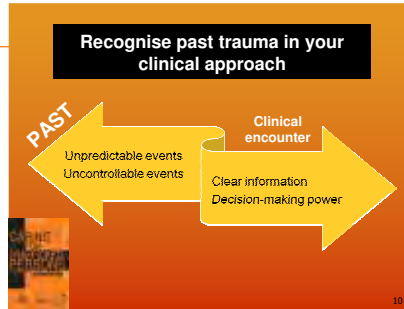 Recognise past trauma in your
clinical approach
PAST
Clinical
encounter
Unpredictable events
Uncontrollable events
Clear information
Decision-making power
10